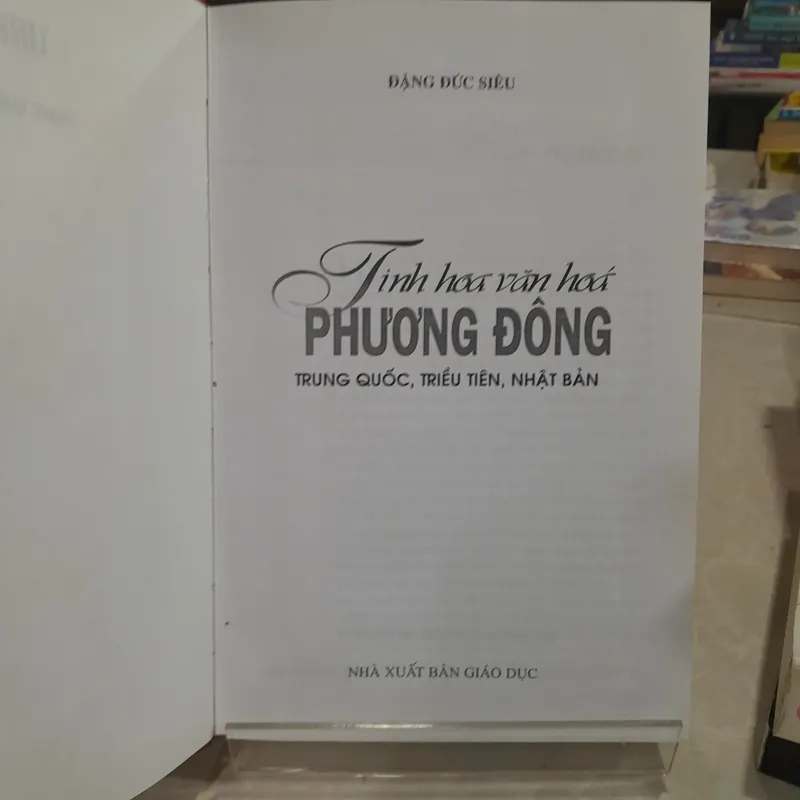 ĐẶNG ĐỨC SIÊU
Tinh hoa văn hoá
PHƯƠNG ĐÔNG
TRUNG QUỐC, TRIỀU TIÊN, NHẬT BẢN
NHÀ XUẤT BẢN GIÁO DỤC